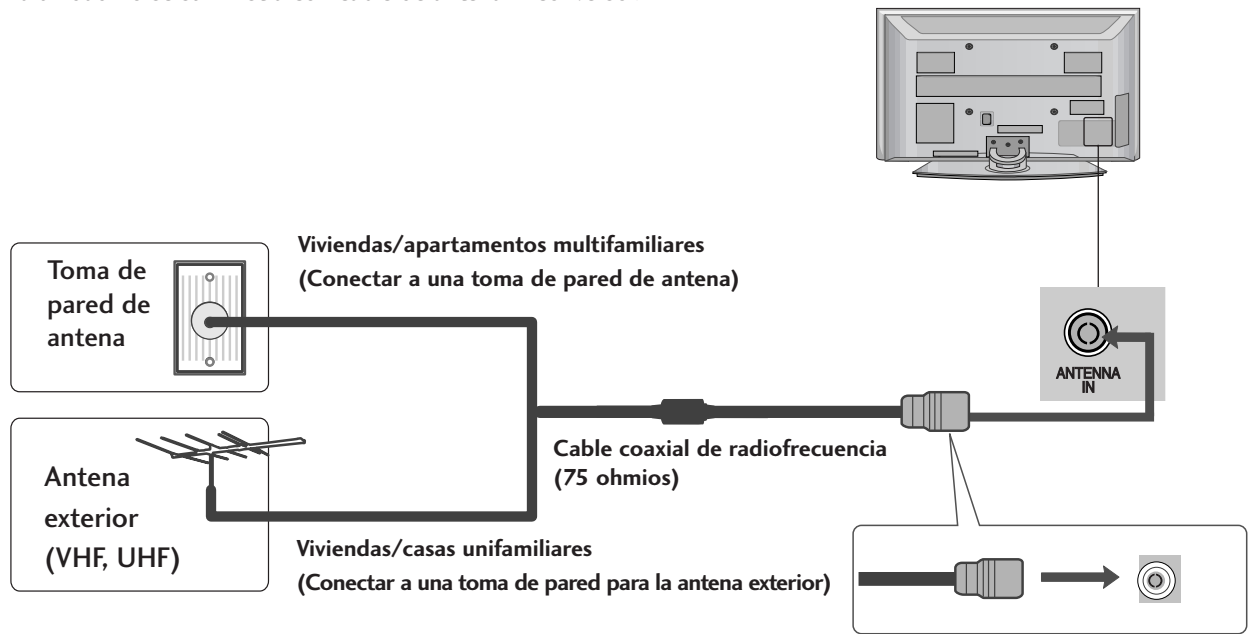 Viviendas/apartamentos multifamiliares
(Conectar a una toma de pared de antena)
Toma de
pared de
antena
ANTENNA
IN
Cable coaxial de radiofrecuencia
(75 ohmios)
Antena
exterior
(VHF, UHF)
Viviendas/casas unifamiliares
(Conectar a una toma de pared para la antena exterior)